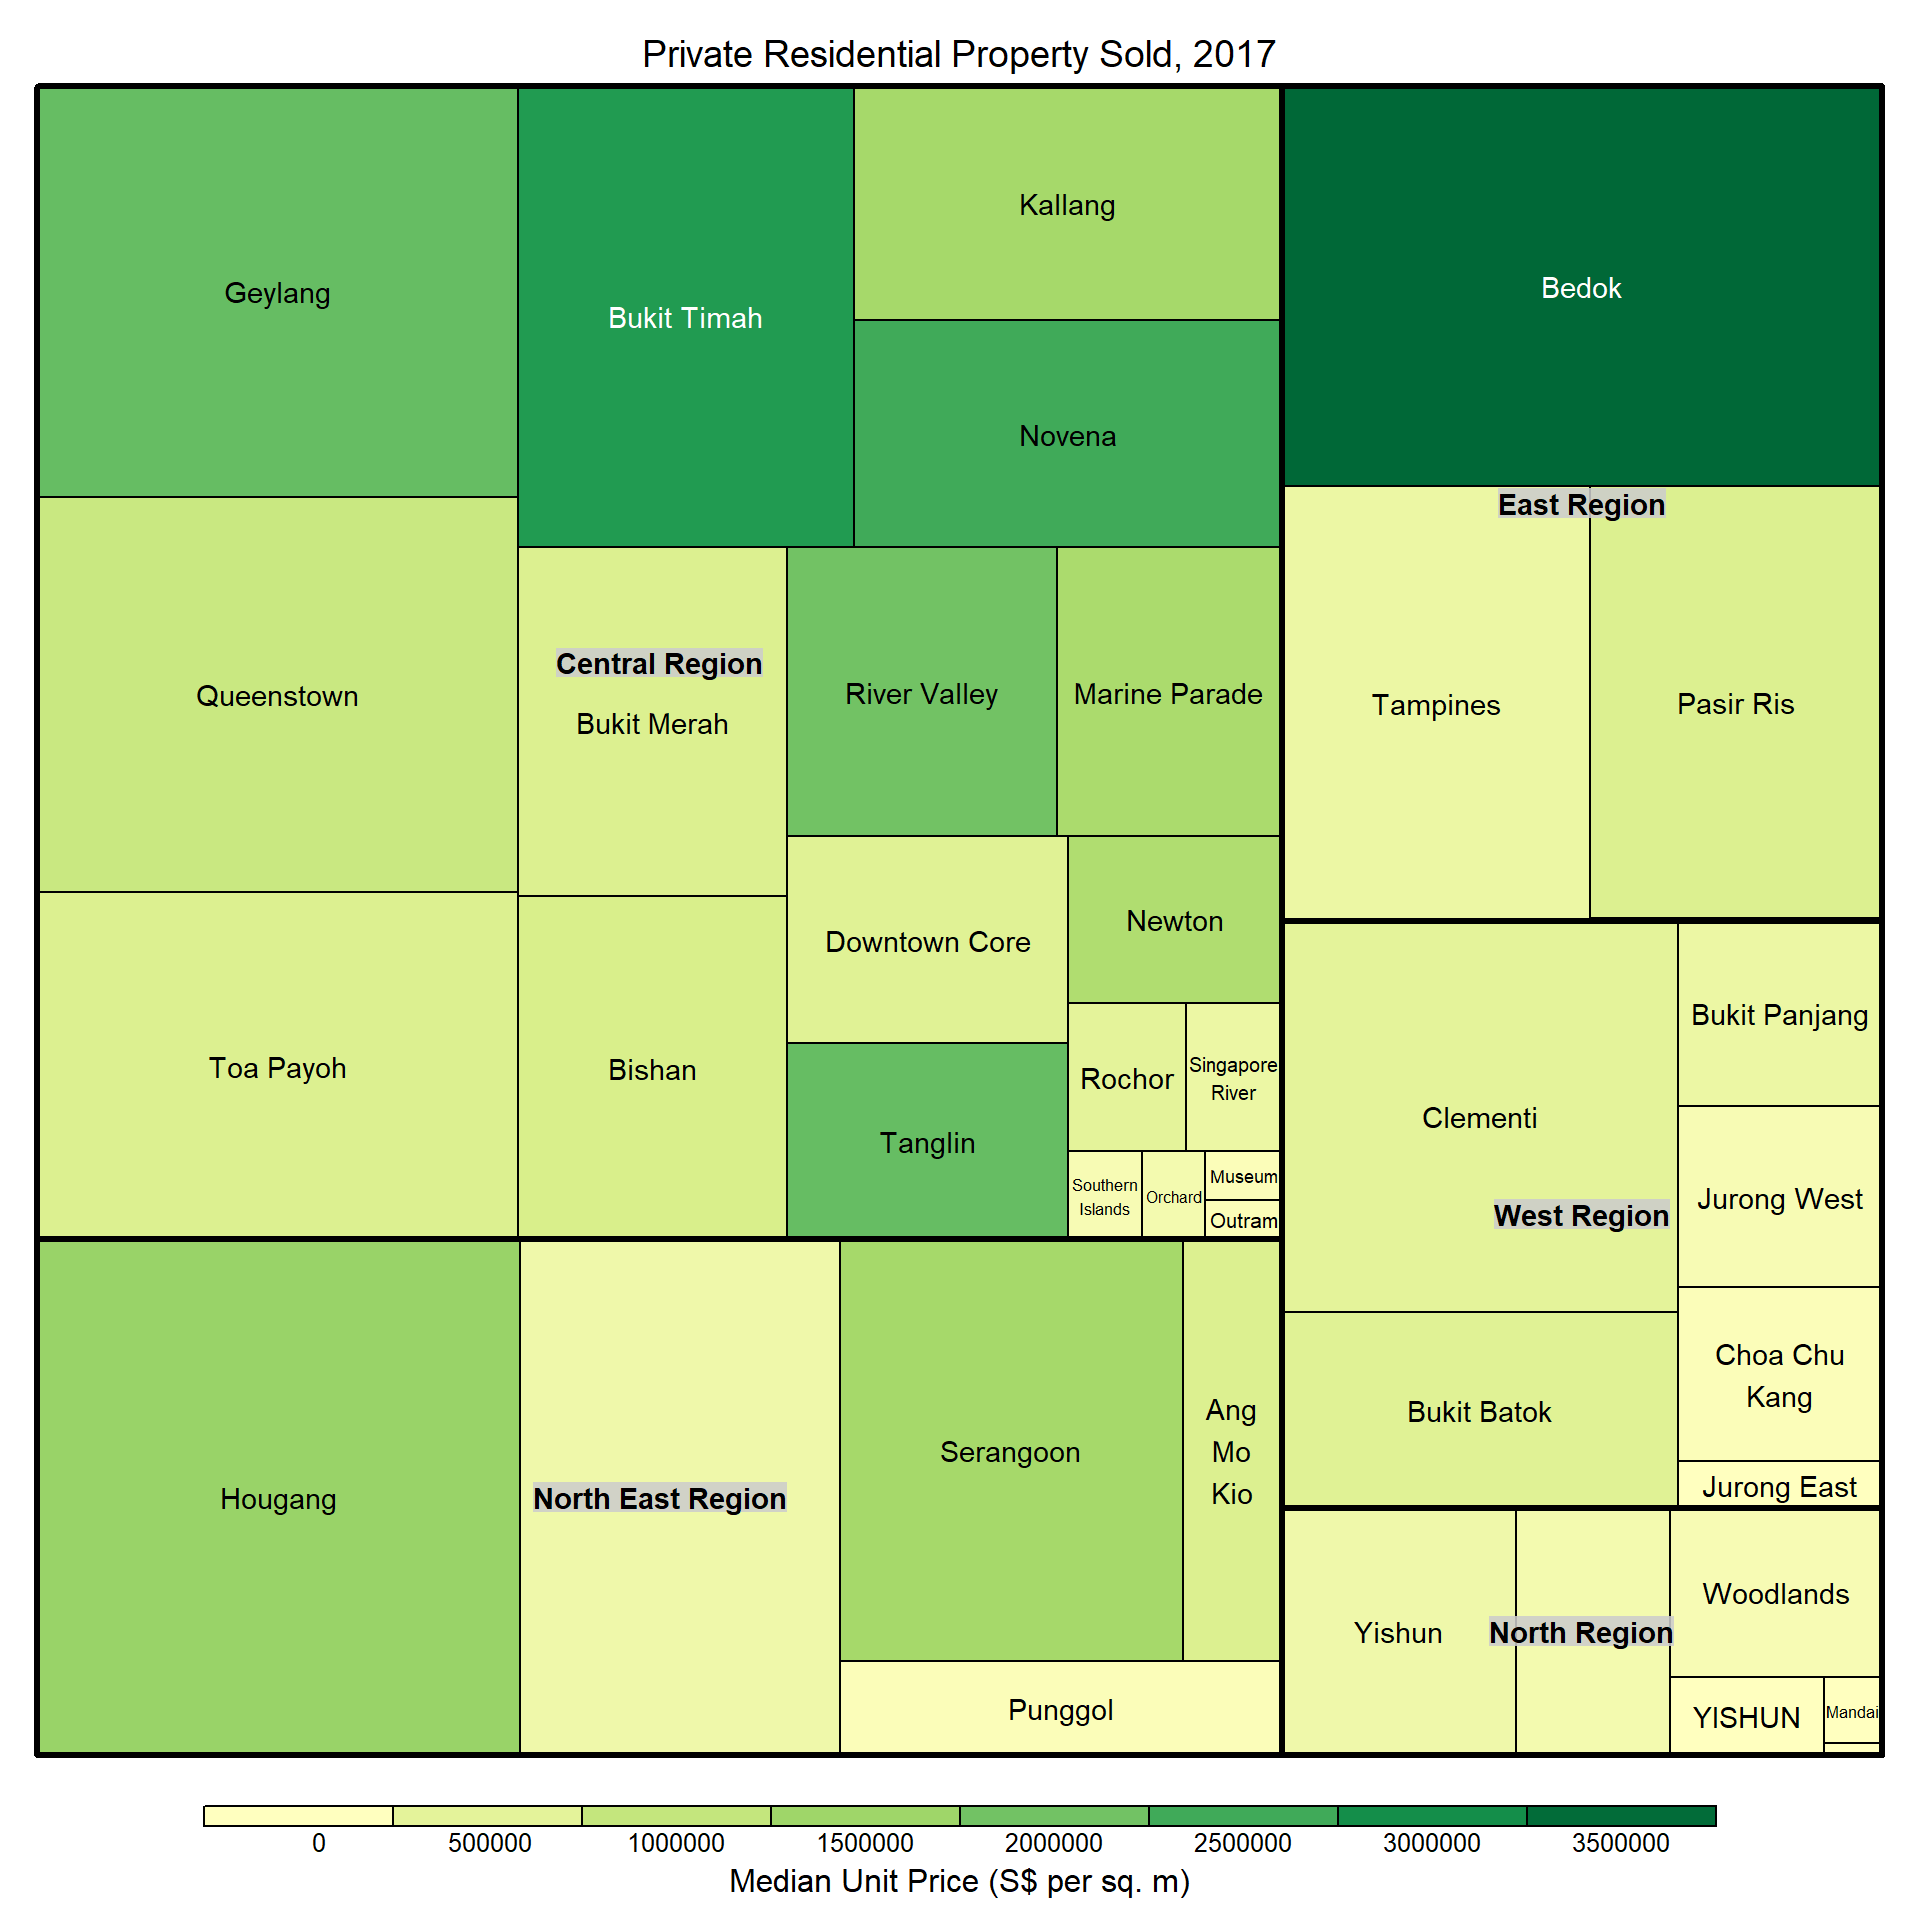 Private Residential Property Sold, 2017
Geylang
Bukit Timah
Kallang
Novena
Bedok
Queenstown
Central Region
Bukit Merah
River Valley
Marine Parade
East Region
Tampines
Pasir Ris
Toa Payoh
Bishan
Downtown Core
Newton
Tanglin
Rochor
Singapore
River
Southern
Islands
Orchard
Museum
Outram
Clementi
Bukit Panjang
Jurong West
West Region
Choa Chu
Kang
Bukit Batok
Jurong East
Hougang
North East Region
Serangoon
Ang
Mo
Kio
Punggol
Yishun
North Region
Woodlands
YISHUN
Mandai
0 500000 1000000 1500000 2000000 2500000 3000000 3500000
Median Unit Price (S$ per sq. m)